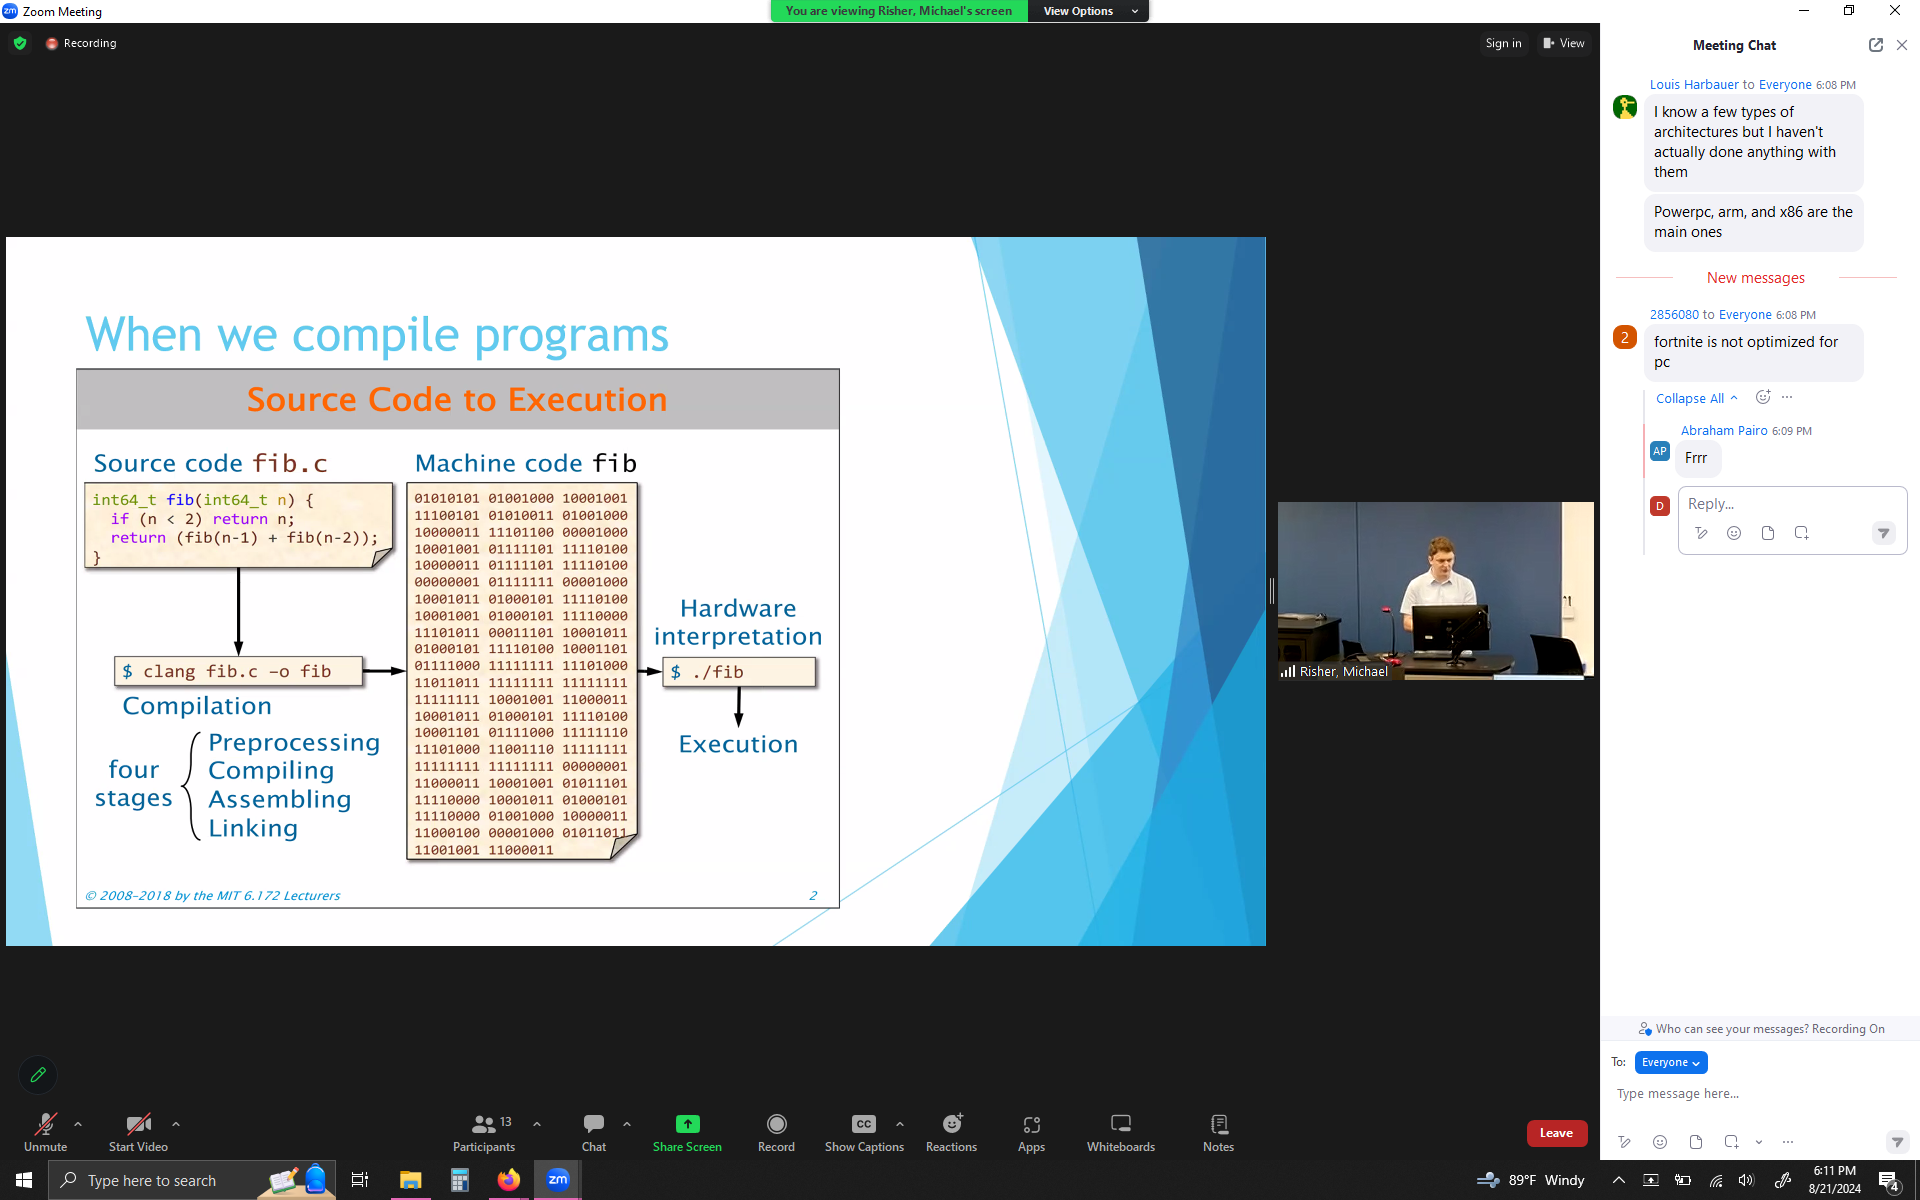 Zoom Meeting
You are viewing Risher, Michael's screen
View Options
Recording
Sign in
View
When we compile programs
Source Code to Execution
Source code fib.c
int64_t fib(int64_t n) {
if (n < 2) return n;
return (fib(n-1) + fib(n-2));
}
$ clang fib.c -o fib
Compilation
four stages
Preprocessing
Compiling
Assembling
Linking
Machine code fib
01010101 01001000 10001001
11100101 01010011 01001000
10000011 11101100 00001000
10001001 01111101 11110100
10000011 01111101 11110100
00000001 01111111 00001000
10001011 01000101 11110100
10001001 01000101 11110000
11101011 00011101 10001011
01000101 11110100 10001101
01111000 11111111 11101000
11011011 11111111 11111111
11111111 10001001 11000011
10001011 01000101 11110100
10001101 01111000 11111110
11101000 11001110 11111111
11111111 11111111 00000001
11000011 10001001 01011101
11110000 10001011 01000101
11110000 01001000 10000011
11000100 00001000 01011011
11001001 11000011
Hardware
interpretation
$ ./fib
Execution
© 2008–2018 by the MIT 6.172 Lecturers
2
Risher, Michael
Meeting Chat
Louis Harbauer to Everyone 6:08 PM
I know a few types of
architectures but I haven't
actually done anything with
them
Powerpc, arm, and x86 are the
main ones
New messages
2856080 to Everyone 6:08 PM
2
fortnite is not optimized for
pc
Collapse All
Abraham Pairo 6:09 PM
AP
Frrr
D
Reply...
Who can see your messages? Recording On
To: Everyone
Type message here...
Unmute
Start Video
13
Participants
Chat
Share Screen
Record
CC
Show Captions
Reactions
Apps
Whiteboards
Notes
Leave
Type here to search
zm
89°F Windy
6:11 PM
8/21/2024
4